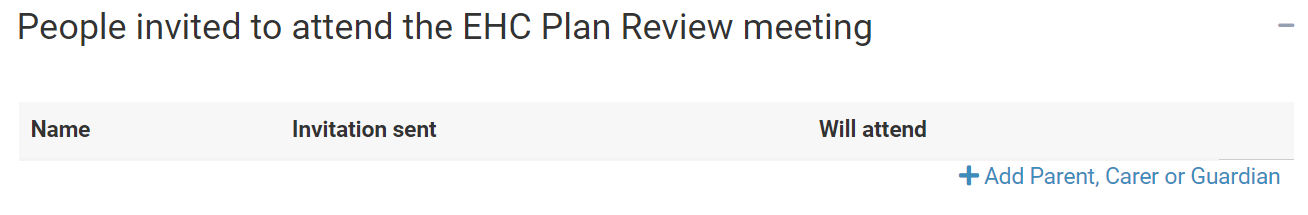 People invited to attend the EHC Plan Review meeting
Name Invitation sent Will attend
Add Parent, Carer or Guardian